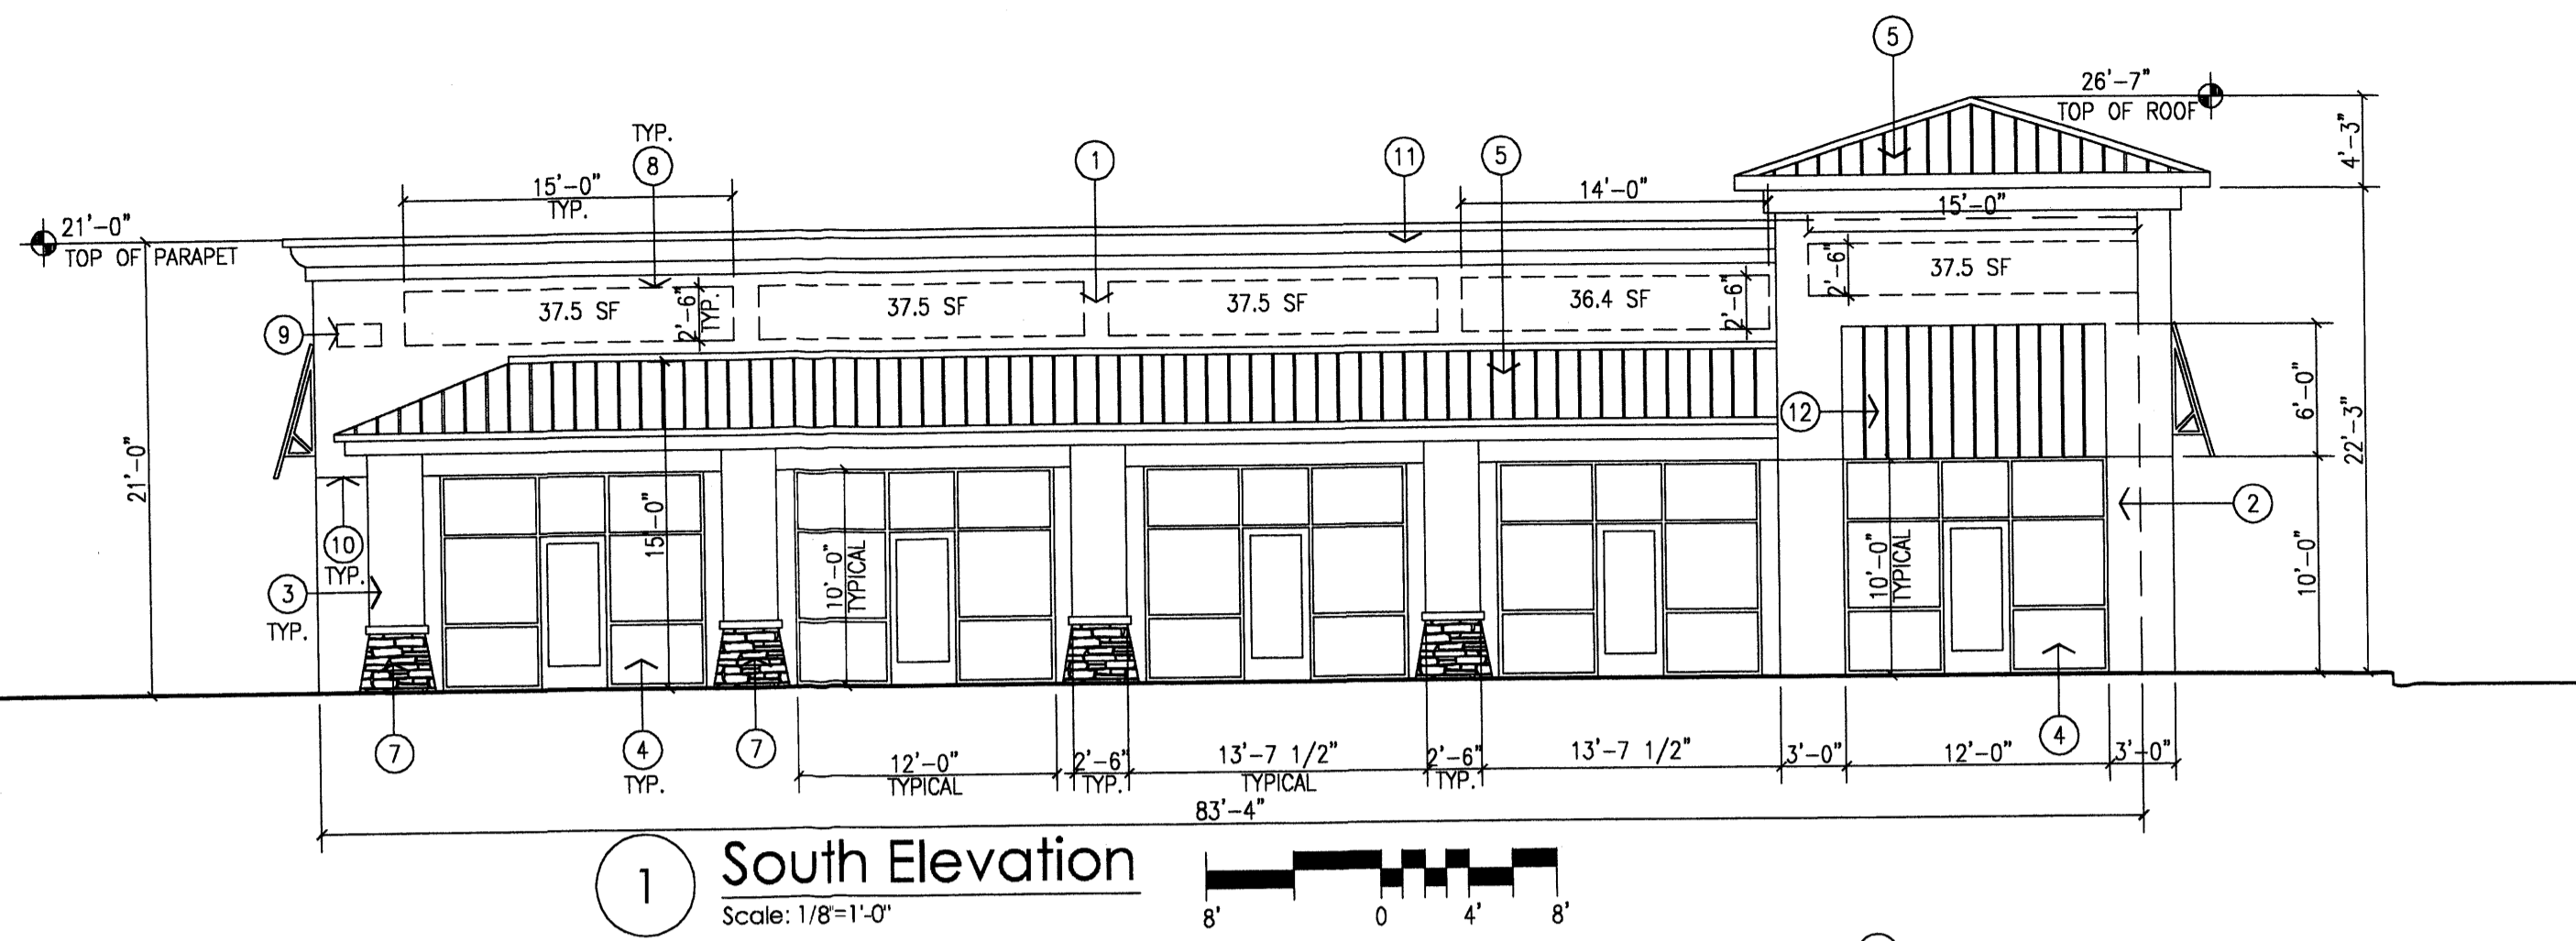 5
26'-7"
TOP OF ROOF
4'-3"
TYP.
8
1
11
5
15'-0"
TYP.
14'-0"
15'-0"
21'-0"
TOP OF PARAPET
37.5 SF
2'-6"
TYP.
37.5 SF
37.5 SF
36.4 SF
2'-6"
2'-6"
37.5 SF
9
12
6'-0"
22'-3"
21'-0"
15'-0"
10'-0"
TYPICAL
10'-0"
TYPICAL
2
10'-0"
10
TYP.
3
TYP.
7
4
TYP.
7
12'-0"
TYPICAL
2'-6"
TYP.
13'-7 1/2"
TYPICAL
2'-6"
TYP.
13'-7 1/2"
3'-0"
12'-0"
4
3'-0"
83'-4"
1
South Elevation
Scale: 1/8"=1'-0"
8'
0
4'
8'